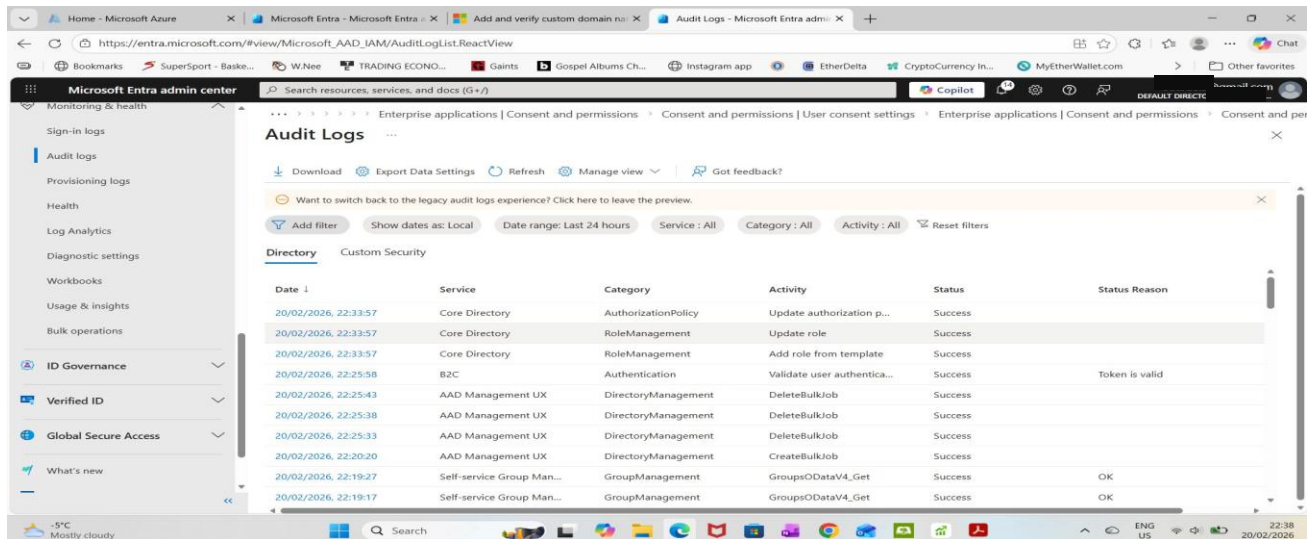 Home - Microsoft Azure
Microsoft Entra - Microsoft Entra
Add and verify custom domain na
Audit Logs - Microsoft Entra adm
https://entra.microsoft.com/#view/Microsoft_AAD_IAM/AuditLogList.ReactView
Chat
Bookmarks SuperSport - Baske... W.Nee TRADING ECONO... Gaints Gospel Albums Ch... Instagram app EtherDelta CryptoCurrency In... MyEtherWallet.com Other favorites
Microsoft Entra admin center
Search resources, services, and docs (G+/)
Copilot
14
DEFAULT DIRECTO
Monitoring & health
Sign-in logs
Audit logs
Provisioning logs
Health
Log Analytics
Diagnostic settings
Workbooks
Usage & insights
Bulk operations
ID Governance
Verified ID
Global Secure Access
What's new
... > > > > > > Enterprise applications | Consent and permissions > Consent and permissions | User consent settings > Enterprise applications | Consent and permissions > Consent and per
Audit Logs ...
Download Export Data Settings Refresh Manage view Got feedback?
Want to switch back to the legacy audit logs experience? Click here to leave the preview.
Add filter Show dates as: Local Date range: Last 24 hours Service : All Category : All Activity : All Reset filters
Directory Custom Security
Date ↓ Service Category Activity Status Status Reason
20/02/2026, 22:33:57 Core Directory AuthorizationPolicy Update authorization p... Success
20/02/2026, 22:33:57 Core Directory RoleManagement Update role Success
20/02/2026, 22:33:57 Core Directory RoleManagement Add role from template Success
20/02/2026, 22:25:58 B2C Authentication Validate user authentica... Success Token is valid
20/02/2026, 22:25:43 AAD Management UX DirectoryManagement DeleteBulkJob Success
20/02/2026, 22:25:38 AAD Management UX DirectoryManagement DeleteBulkJob Success
20/02/2026, 22:25:33 AAD Management UX DirectoryManagement DeleteBulkJob Success
20/02/2026, 22:20:20 AAD Management UX DirectoryManagement CreateBulkJob Success
20/02/2026, 22:19:27 Self-service Group Man... GroupManagement GroupsODataV4_Get Success OK
20/02/2026, 22:19:17 Self-service Group Man... GroupManagement GroupsODataV4_Get Success OK
-5°C
Mostly cloudy
Search
ENG
US
22:38
20/02/2026